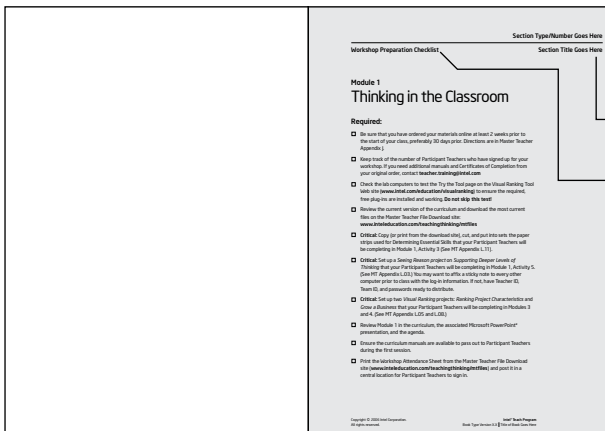 Section Type/Number Goes Here
Workshop Preparation Checklist
Section Title Goes Here
Module 1
Thinking in the Classroom
Required:
Be sure that you have ordered your materials online at least 2 weeks prior to
the start of your class, preferably 30 days prior. Directions are in Master Teacher
Appendix J.
Keep track of the number of Participant Teachers who have signed up for your
workshop. If you need additional manuals and Certificates of Completion from
your original order, contact teacher.training@intel.com
Check the lab computers to test the Try the Tool page on the Visual Ranking Tool
Web site (www.intel.com/education/visualranking) to ensure the required,
free plug-ins are installed and working. Do not skip this test!
Review the current version of the curriculum and download the most current
files on the Master Teacher File Download site:
www.inteleducation.com/teachingthinking/mtfiles
Critical: Copy (or print from the download site), cut, and put into sets the paper
strips used for Determining Essential Skills that your Participant Teachers will
be completing in Module 1, Activity 3 (See MT Appendix L.11).
Critical: Set up a Seeing Reason project on Supporting Deeper Levels of
Thinking that your Participant Teachers will be completing in Module 1, Activity 5.
(See MT Appendix L.03.) You may want to affix a sticky note to every other
computer prior to class with the log-in information. If not, have Teacher ID,
Team ID, and passwords ready to distribute.
Critical: Set up two Visual Ranking projects: Ranking Project Characteristics and
Grow a Business that your Participant Teachers will be completing in Modules 3
and 4. (See MT Appendix L.05 and L.06.)
Review Module 1 in the curriculum, the associated Microsoft PowerPoint*
presentation, and the agenda.
Ensure the curriculum manuals are available to pass out to Participant Teachers
during the first session.
Print the Workshop Attendance Sheet from the Master Teacher File Download
site (www.inteleducation.com/teachingthinking/mtfiles) and post it in a
central location for Participant Teachers to sign in.
Copyright © 2008 Intel Corporation.
All rights reserved.
Intel® Teach Program
Book Type Version X.X | Title of Book Goes Here